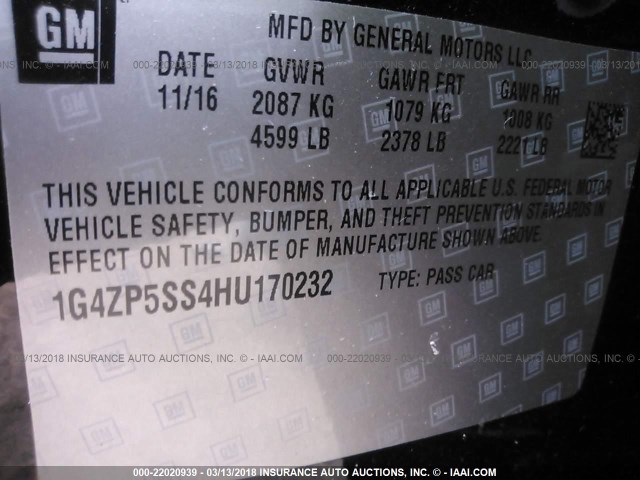 GM
MFD BY GENERAL MOTORS LLC
DATE GVWR GAWR FRT GAWR RR
11/16 2087 KG 1079 KG 1008 KG
4599 LB 2378 LB 2221 LB
THIS VEHICLE CONFORMS TO ALL APPLICABLE U.S. FEDERAL MOTOR
VEHICLE SAFETY, BUMPER, AND THEFT PREVENTION STANDARDS IN
EFFECT ON THE DATE OF MANUFACTURE SHOWN ABOVE.
1G4ZP5SS4HU170232 TYPE: PASS CAR
000-22020939 - 03/13/2018 INSURANCE AUTO AUCTIONS, INC. © - IAAI.COM